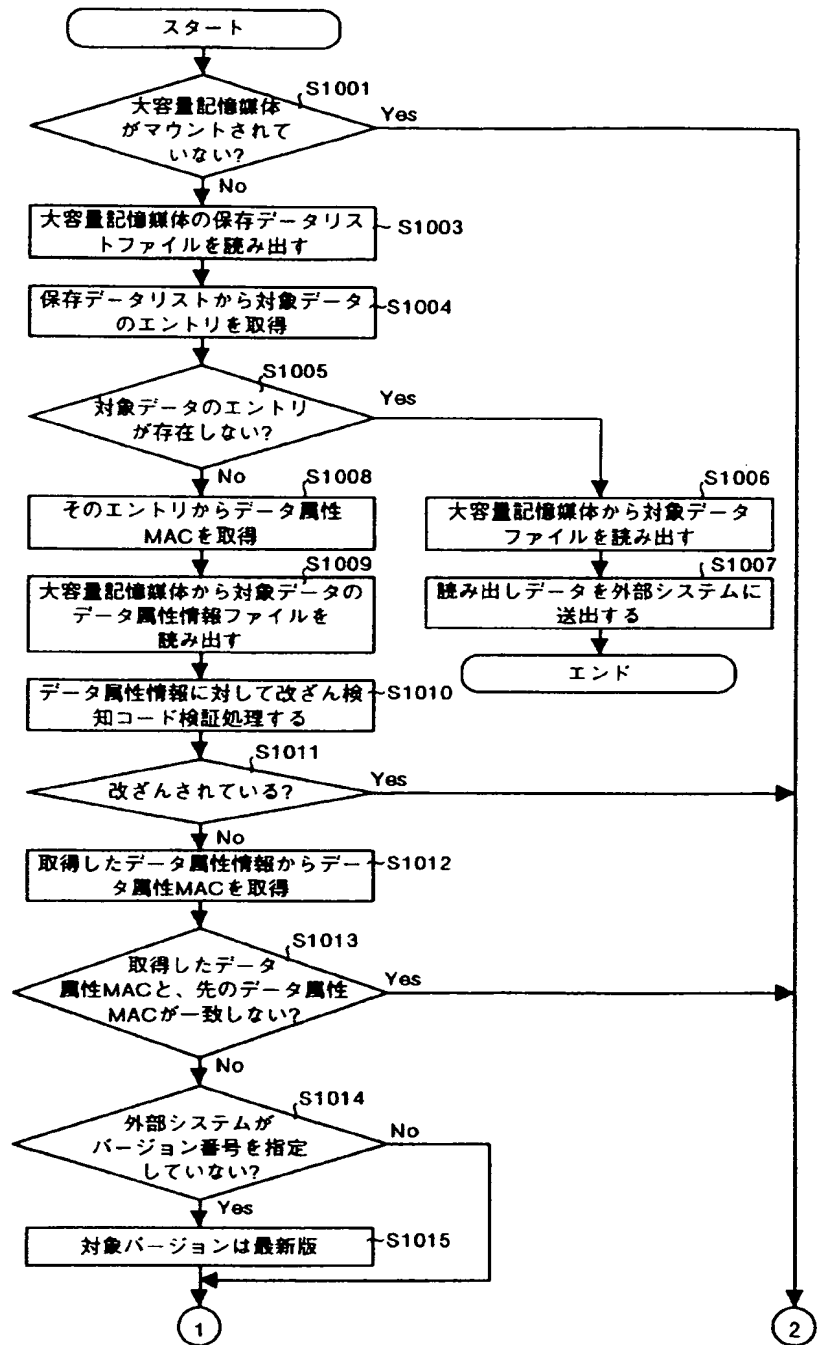 スタート
S1001
大容量記憶媒体
がマウントされて
いない?
Yes
No
大容量記憶媒体の保存データリス
トファイルを読み出す
S1003
保存データリストから対象データ
のエントリを取得
S1004
S1005
対象データのエントリ
が存在しない?
Yes
No
S1008
そのエントリからデータ属性
MACを取得
S1006
大容量記憶媒体から対象データ
ファイルを読み出す
S1009
大容量記憶媒体から対象データの
データ属性情報ファイルを
読み出す
S1007
読み出しデータを外部システムに
送出する
エンド
データ属性情報に対して改ざん検
知コード検証処理する
S1010
S1011
改ざんされている?
Yes
No
取得したデータ属性情報からデー
タ属性MACを取得
S1012
S1013
取得したデータ
属性MACと、先のデータ属性
MACが一致しない?
Yes
No
S1014
外部システムが
バージョン番号を指定
していない?
No
Yes
対象バージョンは最新版
S1015
1
2